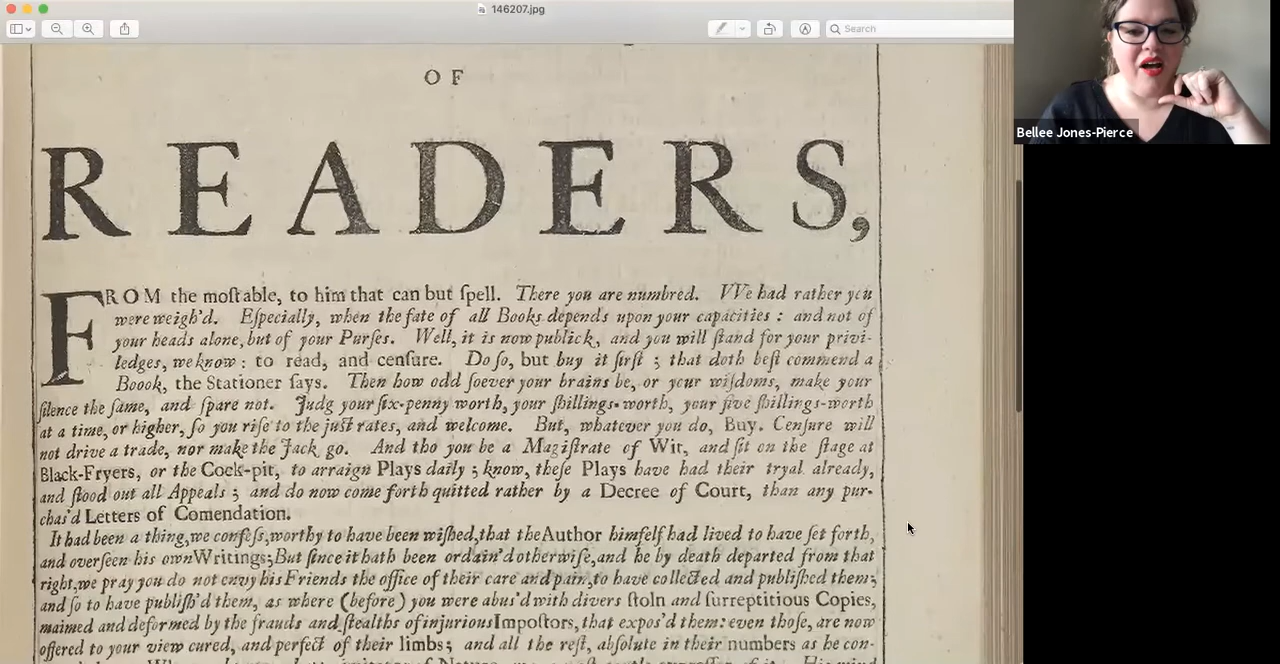 146207.jpg
Search
Bellee Jones-Pierce
OF
READERS,
FROM the moſt able, to him that can but ſpell. There you are numbred. VVe had rather you
were weigh'd. Eſpecially, when the fate of all Books depends upon your capacities : and not of
your heads alone, but of your Purſes. Well, it is now publick, and you will ſtand for your privi-
ledges, we know : to read, and cenſure. Do ſo, but buy it firſt ; that doth beſt commend a
Boook, the Stationer ſays. Then how odd ſoever your brains be, or your wiſdoms, make your
ſilence the ſame, and ſpare not. Judg your ſix-penny worth, your ſhillings-worth, your five ſhillings-worth
at a time, or higher, ſo you riſe to the juſt rates, and welcome. But, whatever you do, Buy. Cenſure will
not drive a trade, nor make the Jack go. And tho you be a Magiſtrate of Wit, and ſit on the ſtage at
Black-Fryers, or the Cock-pit, to arraign Plays daily ; know, theſe Plays have had their tryal already,
and ſtood out all Appeals ; and do now come forth quitted rather by a Decree of Court, than any pur-
chas'd Letters of Comendation.
It had been a thing, we confeſs, worthy to have been wiſhed, that the Author himſelf had lived to have ſet forth,
and overſeen his own Writings; But ſince it hath been ordain'd otherwiſe, and he by death departed from that
right, we pray you do not envy his Friends the office of their care and pain, to have collected and publiſhed them;
and ſo to have publiſh'd them, as where (before) you were abus'd with divers ſtoln and ſurreptitious Copies,
maimed and deformed by the frauds and ſtealths of injurious Impoſtors, that expos'd them: even thoſe, are now
offered to your view cured, and perfect of their limbs; and all the reſt, abſolute in their numbers as he con-